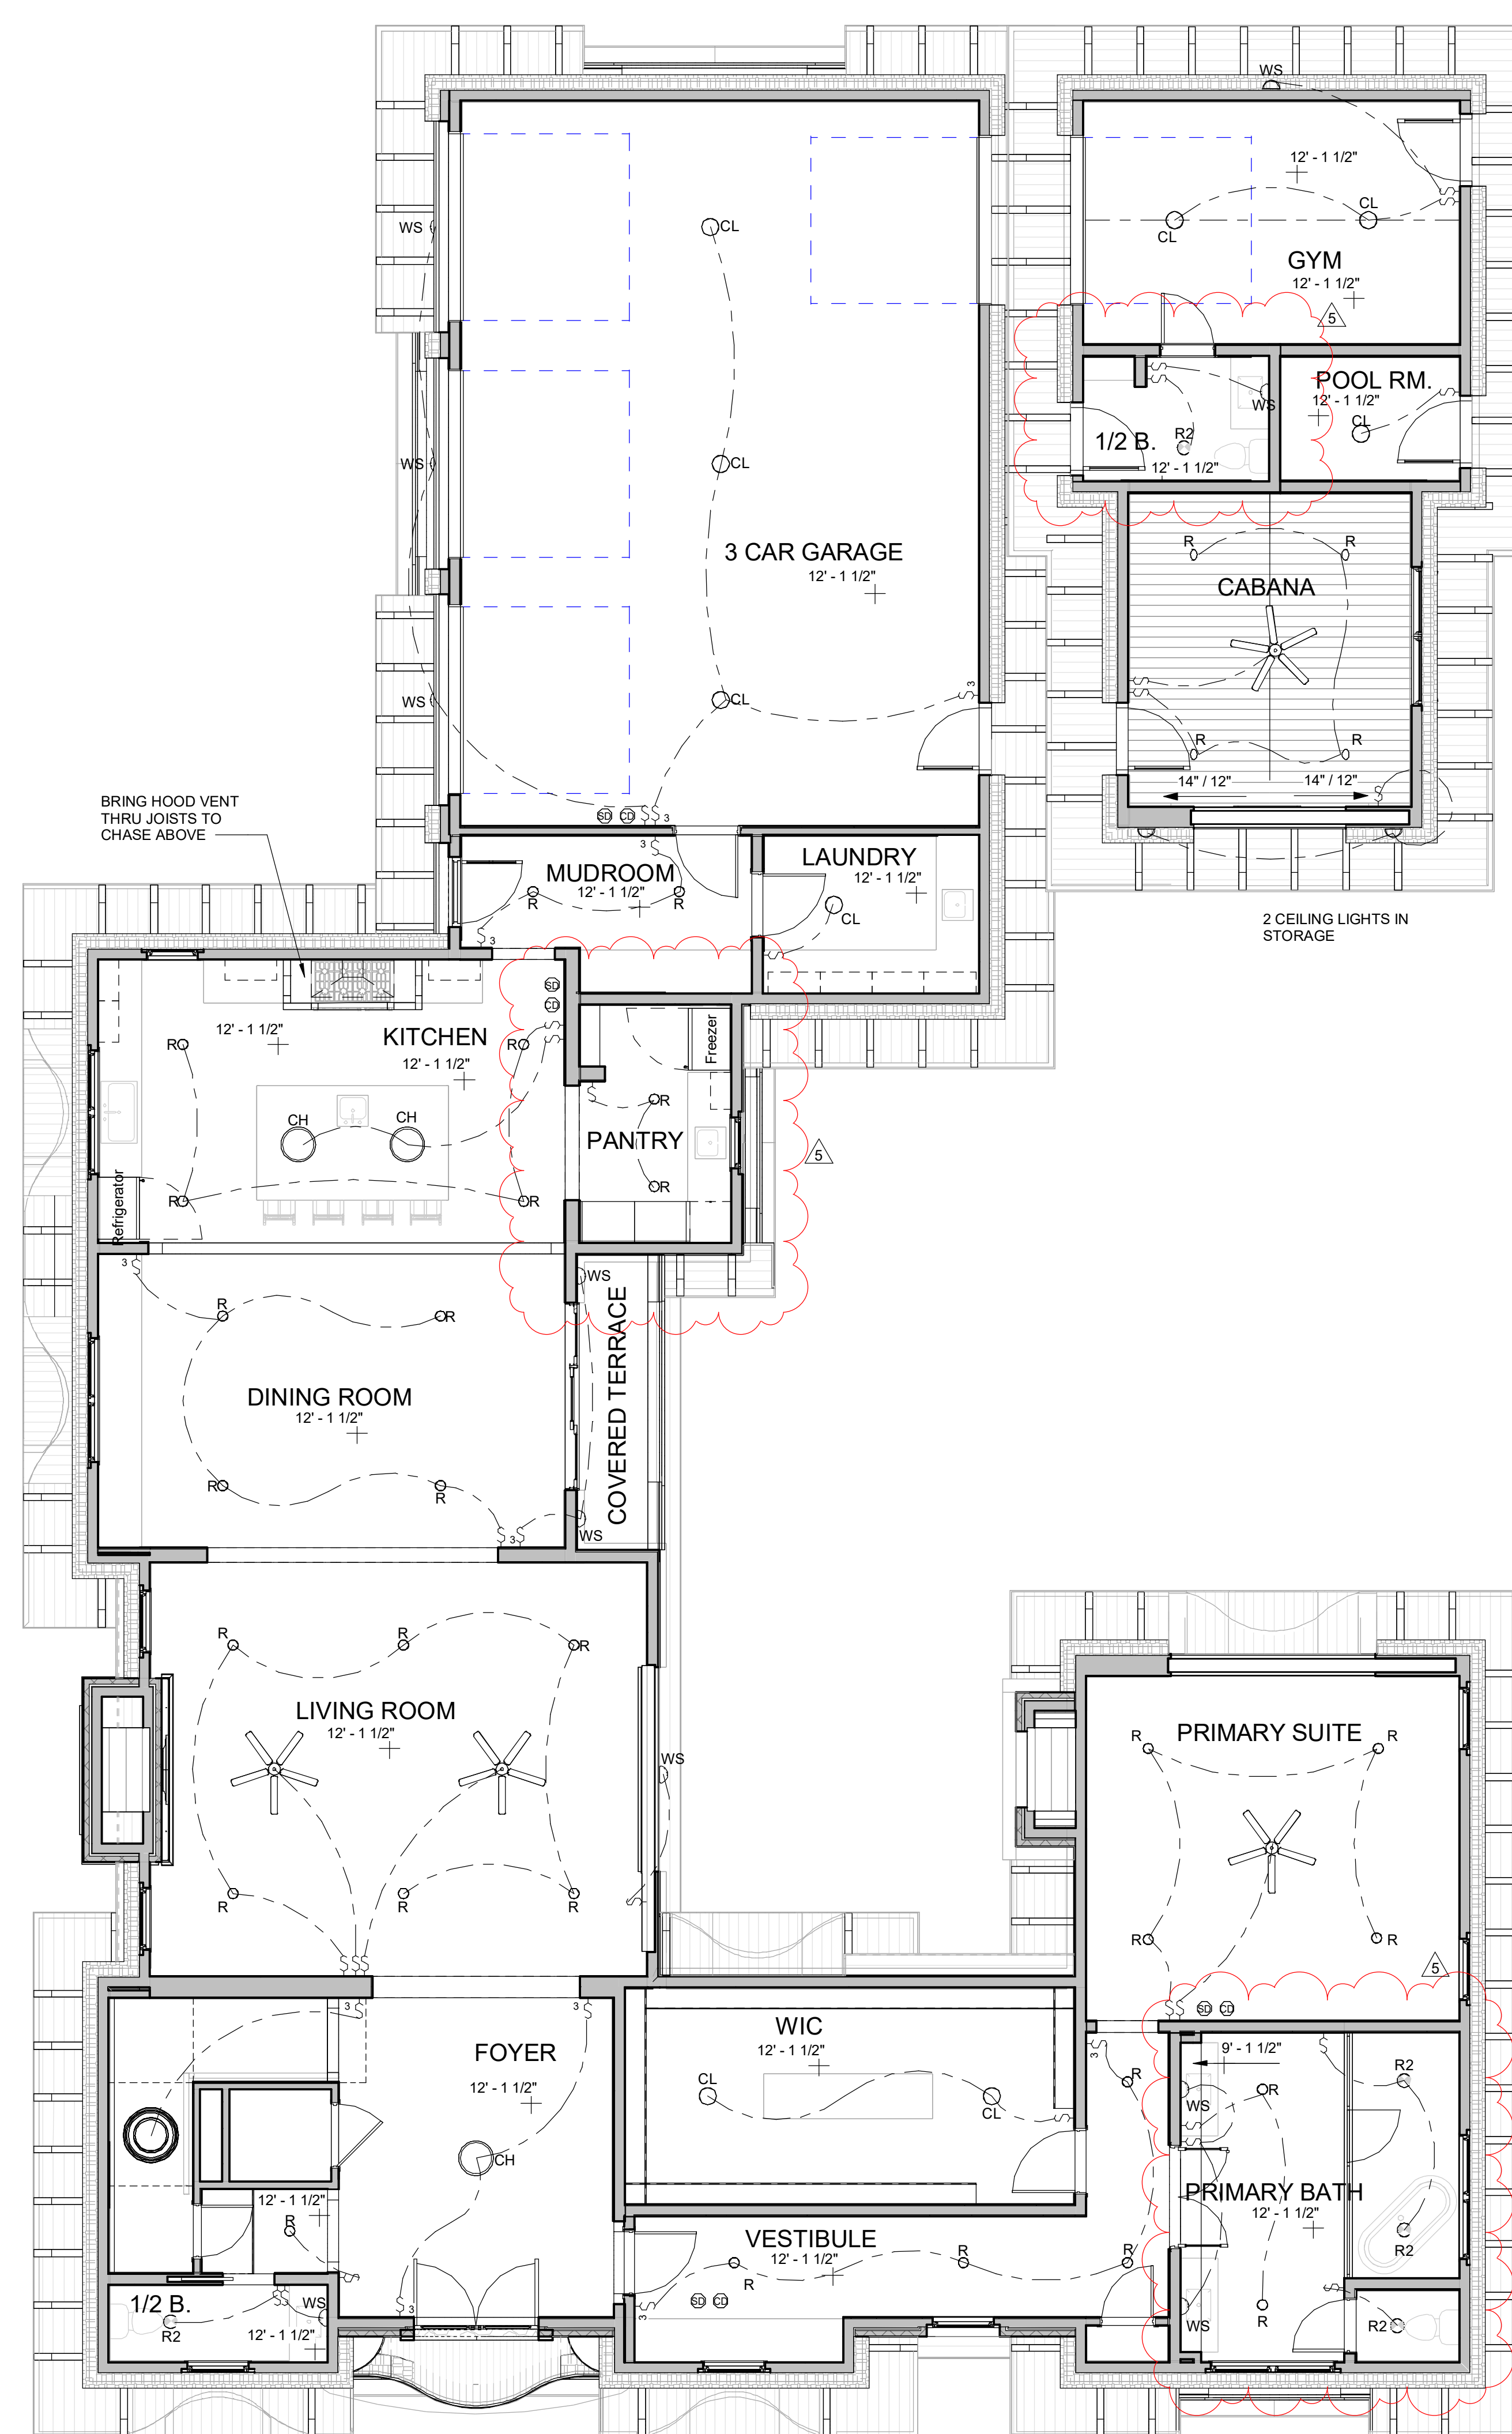 WS
12' - 1 1/2"
CL
CL
GYM
12' - 1 1/2"
5
WS
CL
WS
CL
3 CAR GARAGE
12' - 1 1/2"
WS
CL
3
SD
CD
3
POOL RM.
12' - 1 1/2"
CL
WS
1/2 B.
R2
12' - 1 1/2"
R
R
CABANA
R
R
14" / 12"
14" / 12"
2 CEILING LIGHTS IN
STORAGE
BRING HOOD VENT
THRU JOISTS TO
CHASE ABOVE
3
MUDROOM
12' - 1 1/2"
R
R
3
LAUNDRY
12' - 1 1/2"
CL
SD
CD
12' - 1 1/2"
KITCHEN
12' - 1 1/2"
R
R
CH
CH
R
R
Refrigerator
Freezer
R
PANTRY
R
5
3
R
R
DINING ROOM
12' - 1 1/2"
R
R
3
WS
COVERED TERRACE
WS
R
R
R
LIVING ROOM
12' - 1 1/2"
WS
R
R
R
PRIMARY SUITE
R
R
R
R
5
SD
CD
3
3
FOYER
12' - 1 1/2"
CH
12' - 1 1/2"
R
3
1/2 B.
R2
WS
12' - 1 1/2"
WIC
12' - 1 1/2"
CL
CL
3
R
VESTIBULE
12' - 1 1/2"
R
R
R
SD
CD
3
9' - 1 1/2"
WS
R
R2
PRIMARY BATH
12' - 1 1/2"
R2
WS
R
R2